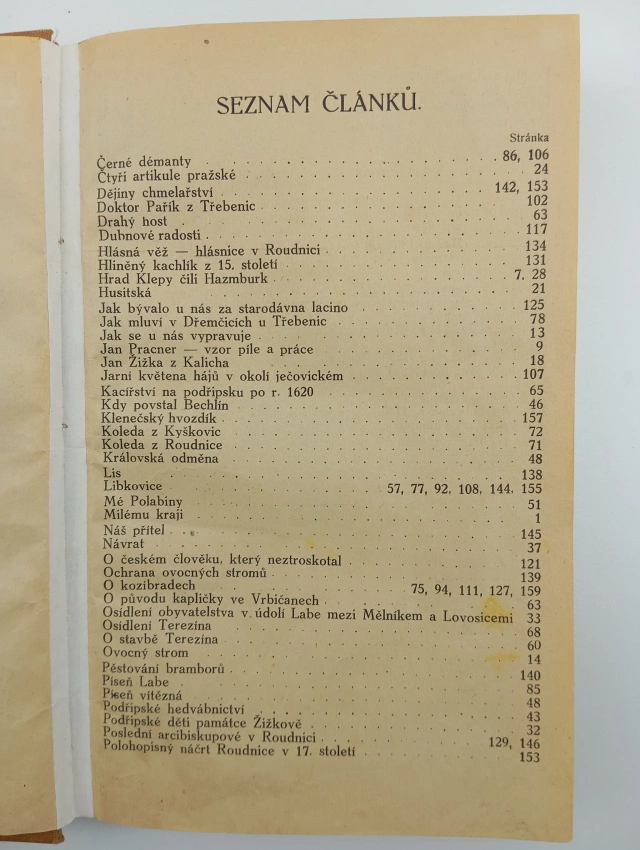 SEZNAM ČLÁNKŮ.
Stránka
Černé démanty . . . 86, 106
Čtyři artikule pražské . . . 24
Dějiny chmelařství . . . 142, 153
Doktor Pařík z Třebenic . . . 102
Drahý host . . . 63
Dubnové radosti . . . 117
Hlásná věž — hlásnice v Roudnici . . . 134
Hliněný kachlík z 15. století . . . 131
Hrad Klepy čili Hazmburk . . . 7, 28
Husitská . . . 21
Jak bývalo u nás za starodávna lacino . . . 125
Jak mluví v Dřemčicích u Třebenic . . . 78
Jak se u nás vypravuje . . . 13
Jan Pracner — vzor píle a práce . . . 9
Jan Žižka z Kalicha . . . 18
Jarní květena hájů v okolí ječovickém . . . 107
Kacířství na podřipsku po r. 1620 . . . 65
Kdy povstal Bechlín . . . 46
Klenečský hvozdík . . . 157
Koleda z Kyškovic . . . 72
Koleda z Roudnice . . . 71
Královská odměna . . . 48
Lis . . . 138
Libkovice . . . 57, 77, 92, 108, 144, 155
Mé Polabiny . . . 51
Milému kraji . . . 1
Náš přítel . . . 145
Návrat . . . 37
O českém člověku, který neztroskotal . . . 121
Ochrana ovocných stromů . . . 139
O kozibradech . . . 75, 94, 111, 127, 159
O původu kapličky ve Vrbičanech . . . 63
Osídlení obyvatelstva v údolí Labe mezi Mělníkem a Lovosicemi 33
Osídlení Terezína . . . 68
O stavbě Terezína . . . 60
Ovocný strom . . . 14
Pěstování bramborů . . . 140
Píseň Labe . . . 85
Píseň vítězná . . . 48
Podřipské hedvábnictví . . . 43
Podřipské děti památce Žižkově . . . 32
Poslední arcibiskupové v Roudnici . . . 129, 146
Polohopisný náčrt Roudnice v 17. století . . . 153